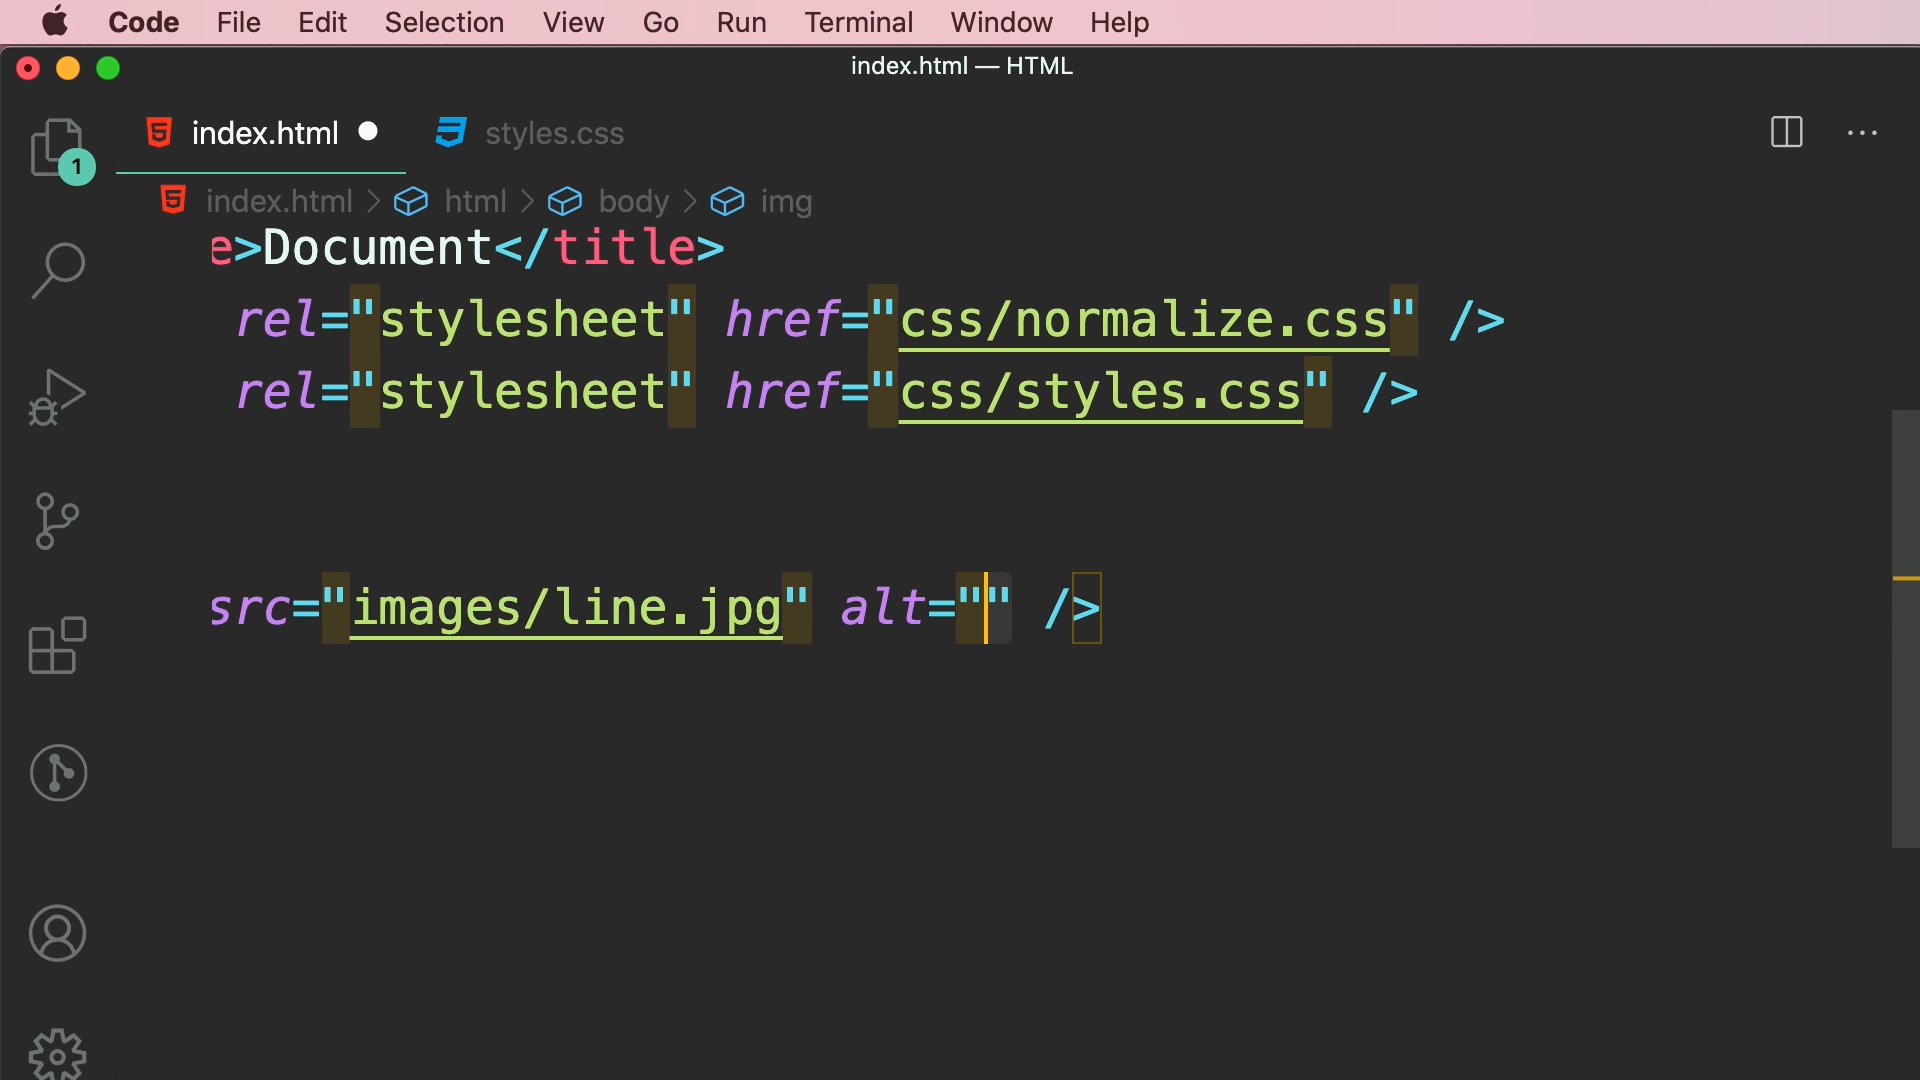 Code File Edit Selection View Go Run Terminal Window Help
index.html — HTML
index.html styles.css
1
index.html > html > body > img
e>Document</title>
rel="stylesheet" href="css/normalize.css" />
rel="stylesheet" href="css/styles.css" />
src="images/line.jpg" alt="" />